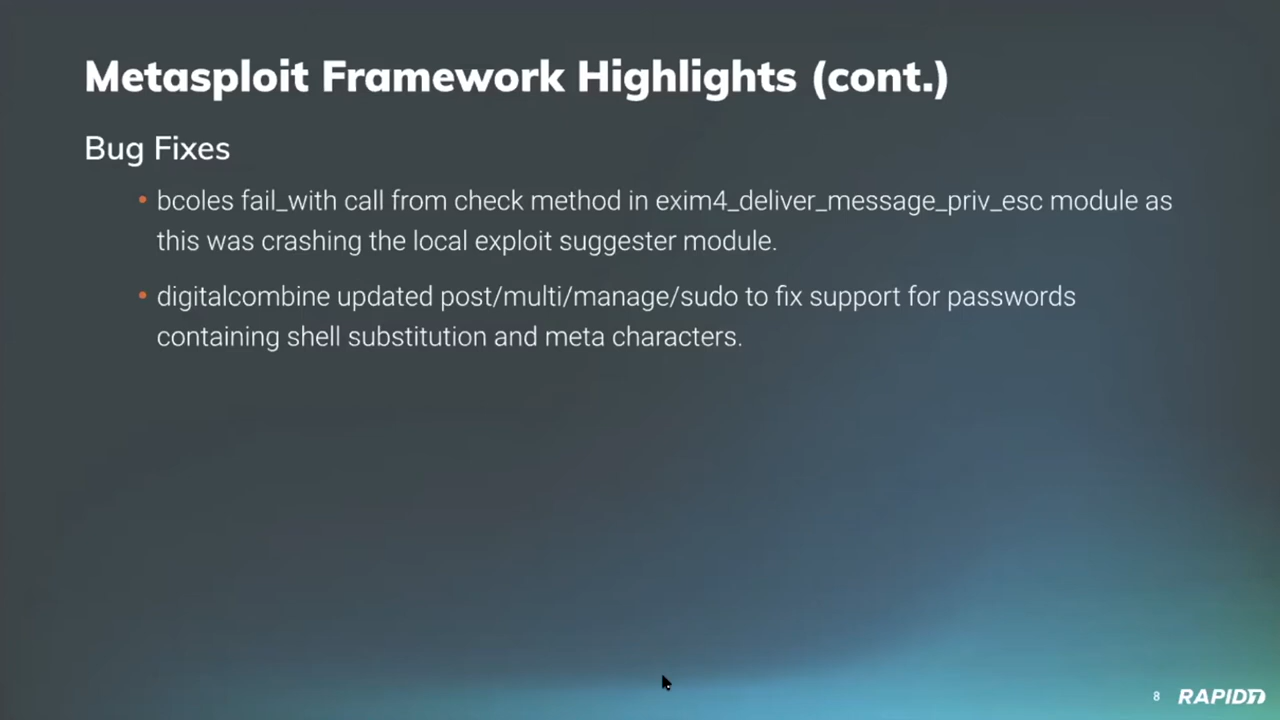 Metasploit Framework Highlights (cont.)
Bug Fixes
• bcoles fail_with call from check method in exim4_deliver_message_priv_esc module as
this was crashing the local exploit suggester module.
• digitalcombine updated post/multi/manage/sudo to fix support for passwords
containing shell substitution and meta characters.
8 RAPID7